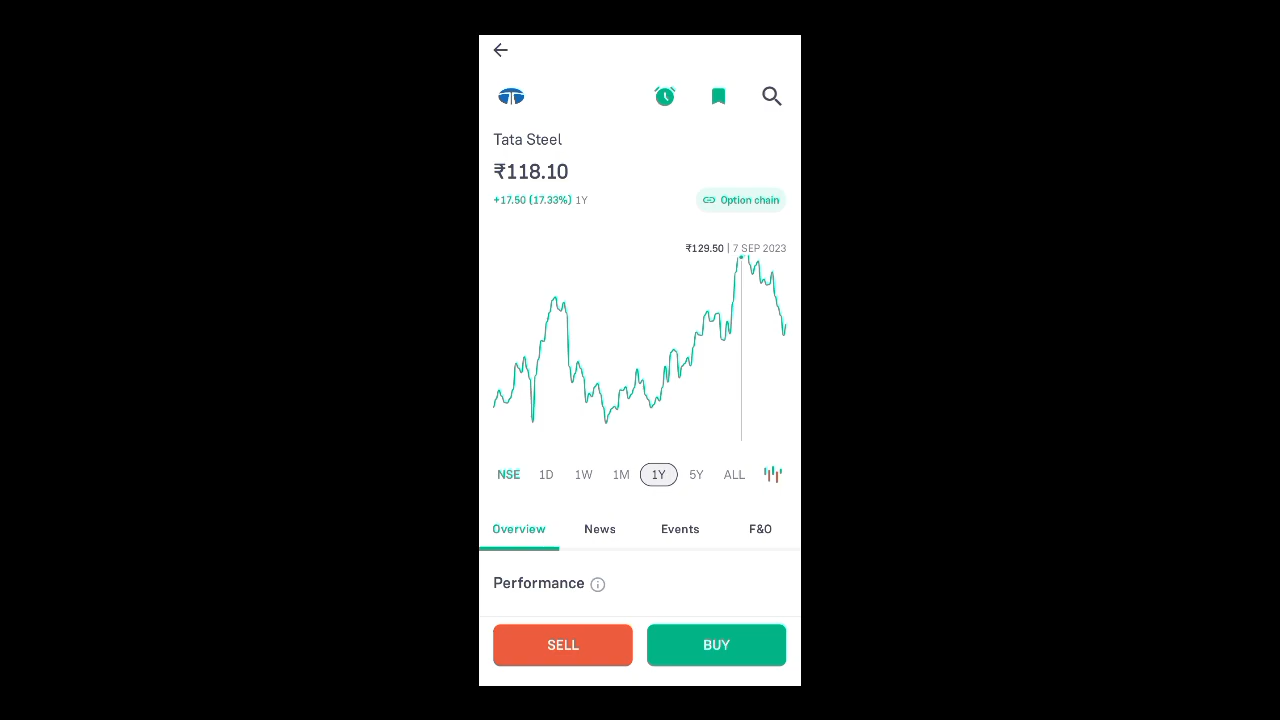 Tata Steel
₹118.10
+17.50 (17.33%) 1Y
Option chain
₹129.50 | 7 SEP 2023
NSE 1D 1W 1M 1Y 5Y ALL
Overview News Events F&O
Performance
SELL BUY